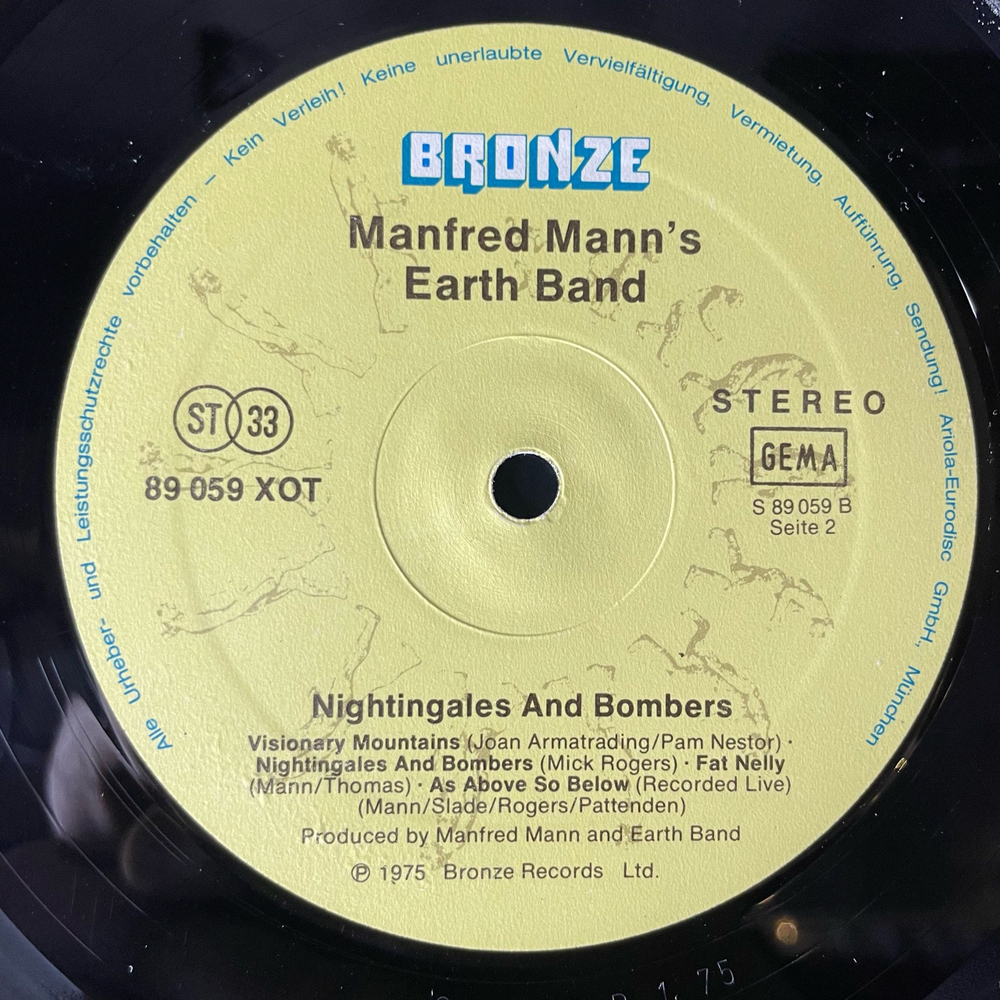 Alle Urheber- und Leistungsschutzrechte vorbehalten – Kein Verleih! Keine unerlaubte Vervielfältigung, Vermietung, Aufführung, Sendung! Ariola-Eurodisc GmbH., München
BRONZE
Manfred Mann's
Earth Band
ST 33
89 059 XOT
STEREO
GEMA
S 89 059 B
Seite 2
Nightingales And Bombers
Visionary Mountains (Joan Armatrading/Pam Nestor) ·
Nightingales And Bombers (Mick Rogers) · Fat Nelly
(Mann/Thomas) · As Above So Below (Recorded Live)
(Mann/Slade/Rogers/Pattenden)
Produced by Manfred Mann and Earth Band
℗ 1975 Bronze Records Ltd.
1 75